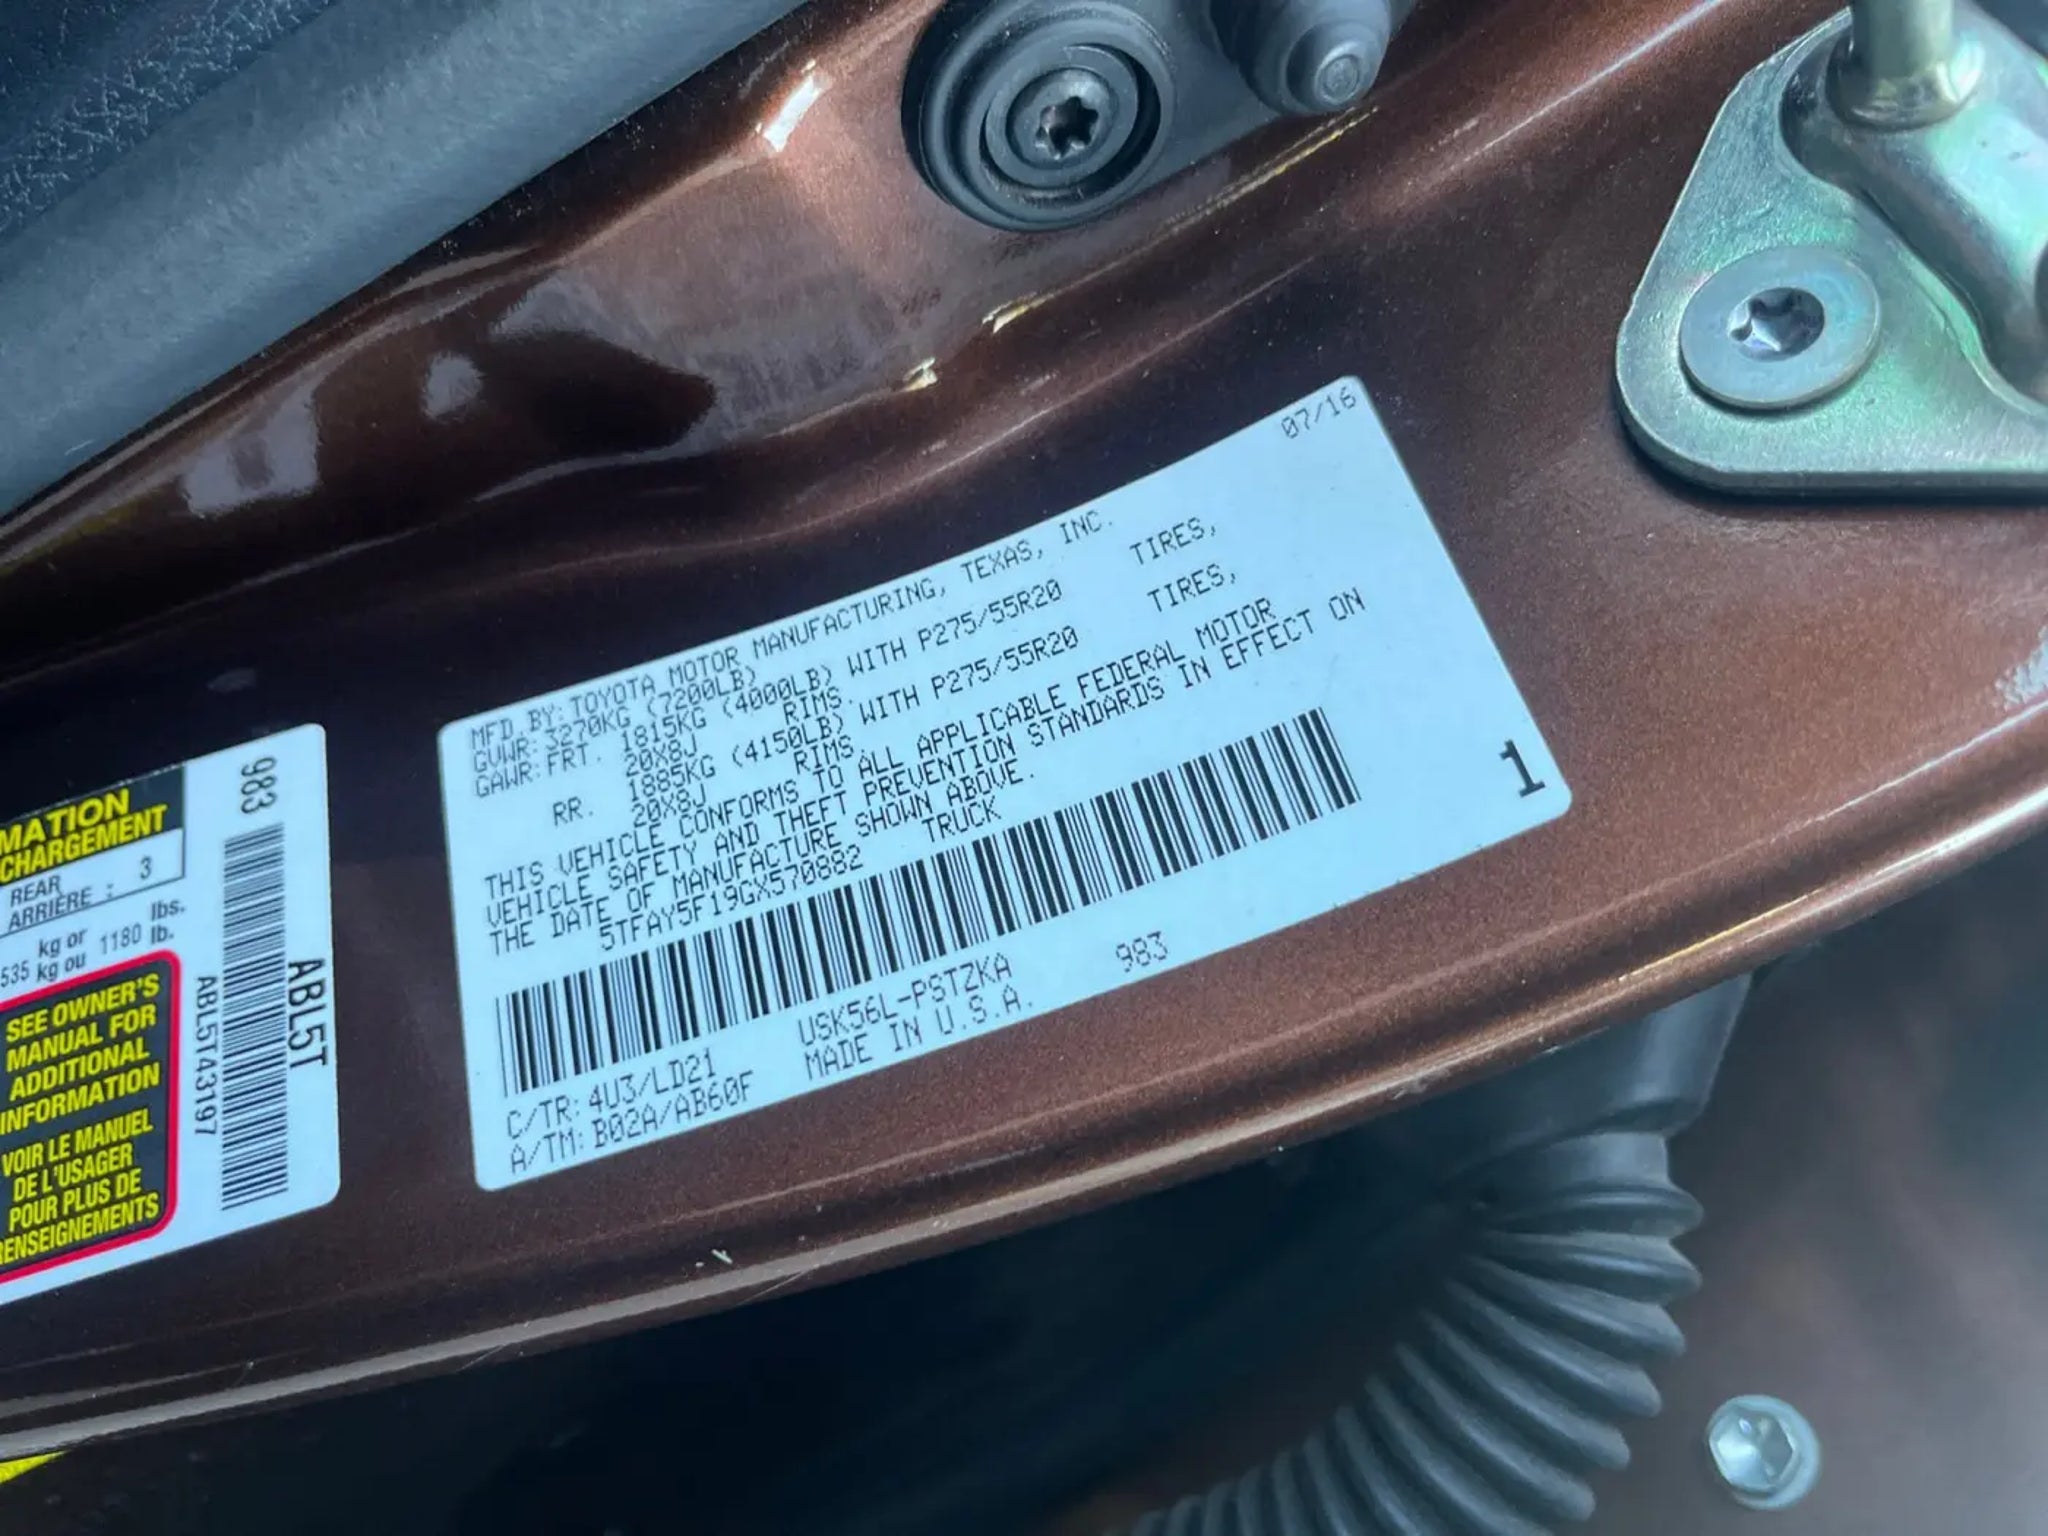 07/16
MFD.BY: TOYOTA MOTOR MANUFACTURING, TEXAS, INC.
GVWR: 3270KG (7200LB)
GAWR: FRT. 1815KG (4000LB) WITH P275/55R20 TIRES,
20X8J RIMS.
RR. 1885KG (4150LB) WITH P275/55R20 TIRES,
20X8J RIMS.
THIS VEHICLE CONFORMS TO ALL APPLICABLE FEDERAL MOTOR
VEHICLE SAFETY AND THEFT PREVENTION STANDARDS IN EFFECT ON
THE DATE OF MANUFACTURE SHOWN ABOVE.
5TFAY5F19GX570882 TRUCK
1
C/TR: 4U3/LD21 USK56L-PSTZKA 983
A/TM: B02A/AB60F MADE IN U.S.A.
MATION
CHARGEMENT
REAR
ARRIÈRE : 3
kg or 1180 lbs.
535 kg ou lb.
SEE OWNER'S
MANUAL FOR
ADDITIONAL
INFORMATION
VOIR LE MANUEL
DE L'USAGER
POUR PLUS DE
RENSEIGNEMENTS
983
ABL5T
ABL5T43197